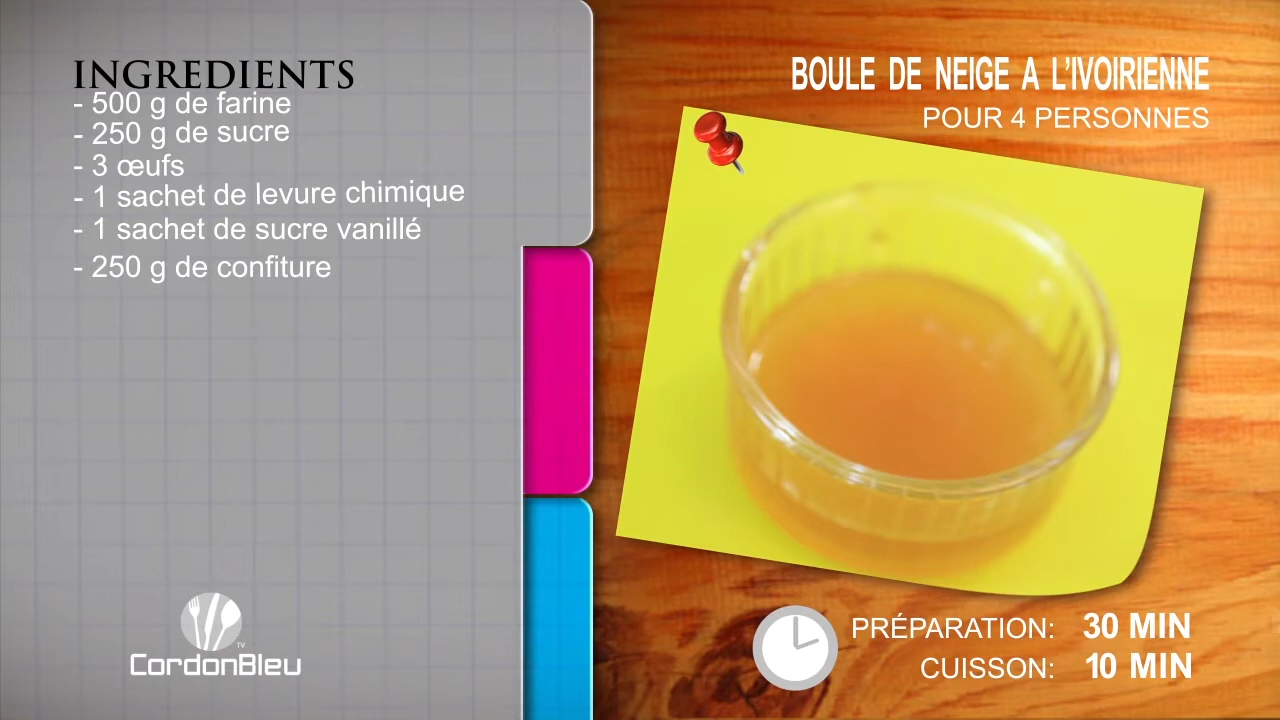 INGREDIENTS
- 500 g de farine
- 250 g de sucre
- 3 œufs
- 1 sachet de levure chimique
- 1 sachet de sucre vanillé
- 250 g de confiture
BOULE DE NEIGE A L'IVOIRIENNE
POUR 4 PERSONNES
PRÉPARATION: 30 MIN
CUISSON: 10 MIN
TV
CordonBleu